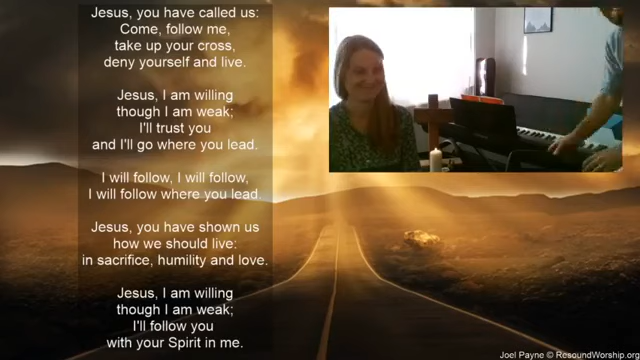 Jesus, you have called us:
Come, follow me,
take up your cross,
deny yourself and live.
Jesus, I am willing
though I am weak;
I'll trust you
and I'll go where you lead.
I will follow, I will follow,
I will follow where you lead.
Jesus, you have shown us
how we should live:
in sacrifice, humility and love.
Jesus, I am willing
though I am weak;
I'll follow you
with your Spirit in me.
Joel Payne © ResoundWorship.org